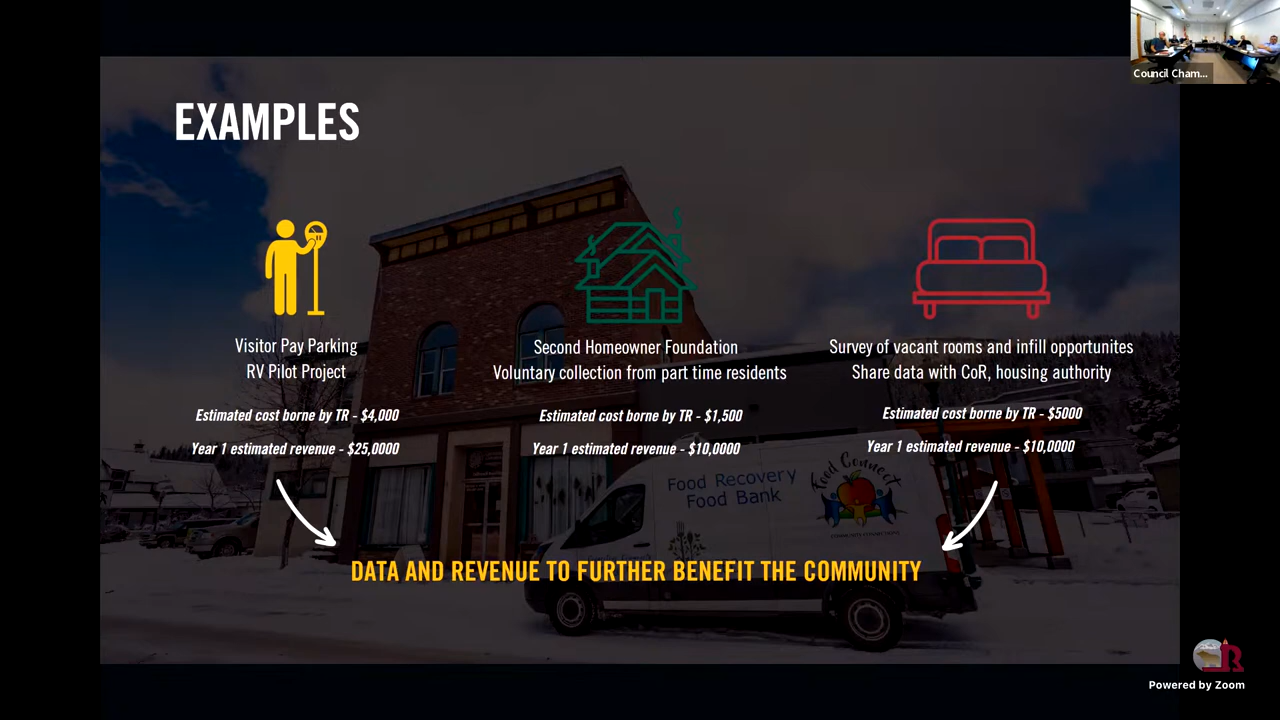 Council Cham...
EXAMPLES
Visitor Pay Parking
RV Pilot Project
Estimated cost borne by TR - $4,000
Year 1 estimated revenue - $25,0000
Second Homeowner Foundation
Voluntary collection from part time residents
Estimated cost borne by TR - $1,500
Year 1 estimated revenue - $10,0000
Survey of vacant rooms and infill opportunites
Share data with CoR, housing authority
Estimated cost borne by TR - $5000
Year 1 estimated revenue - $10,0000
Food Recovery
Food Bank
Food Connect
DATA AND REVENUE TO FURTHER BENEFIT THE COMMUNITY
R
Powered by Zoom